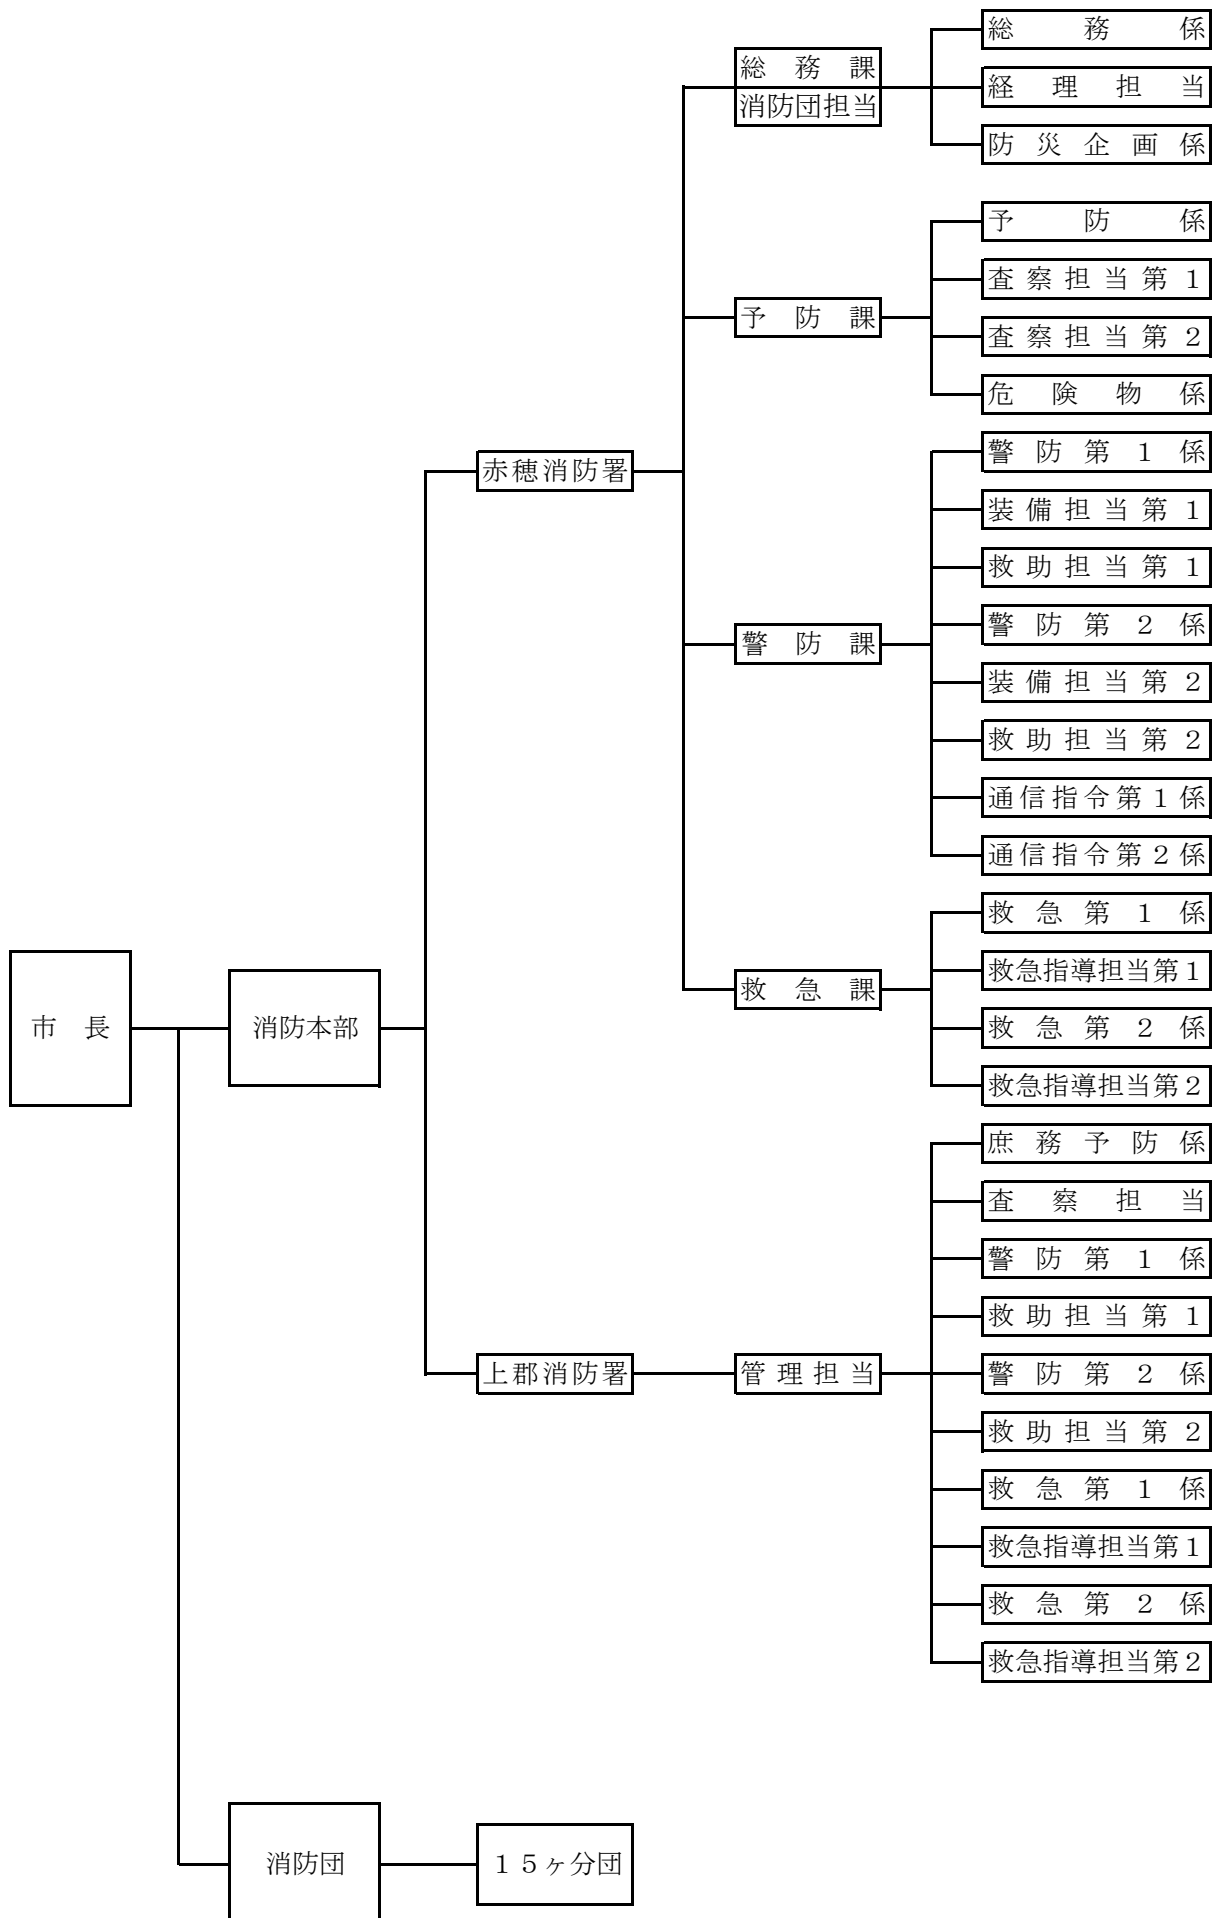 市長
消防本部
赤穂消防署
総務課
消防団担当
総務係
経理担当
防災企画係
予防課
予防係
査察担当第１
査察担当第２
危険物係
警防課
警防第１係
装備担当第１
救助担当第１
警防第２係
装備担当第２
救助担当第２
通信指令第１係
通信指令第２係
救急課
救急第１係
救急指導担当第１
救急第２係
救急指導担当第２
上郡消防署
管理担当
庶務予防係
査察担当
警防第１係
救助担当第１
警防第２係
救助担当第２
救急第１係
救急指導担当第１
救急第２係
救急指導担当第２
消防団
１５ヶ分団